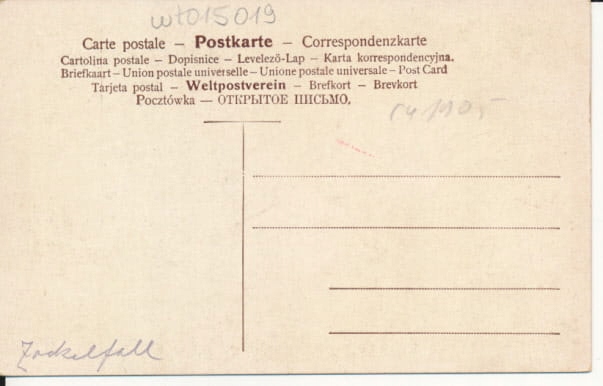 wt015019
Carte postale – Postkarte – Correspondenzkarte
Cartolina postale – Dopisnice – Levelező-Lap – Karta korrespondencyjna.
Briefkaart – Union postale universelle – Unione postale universale – Post Card
Tarjeta postal – Weltpostverein – Brefkort – Brevkort
Pocztówka — ОТКРЫТОЕ ПИСЬМО.
Zackelfall